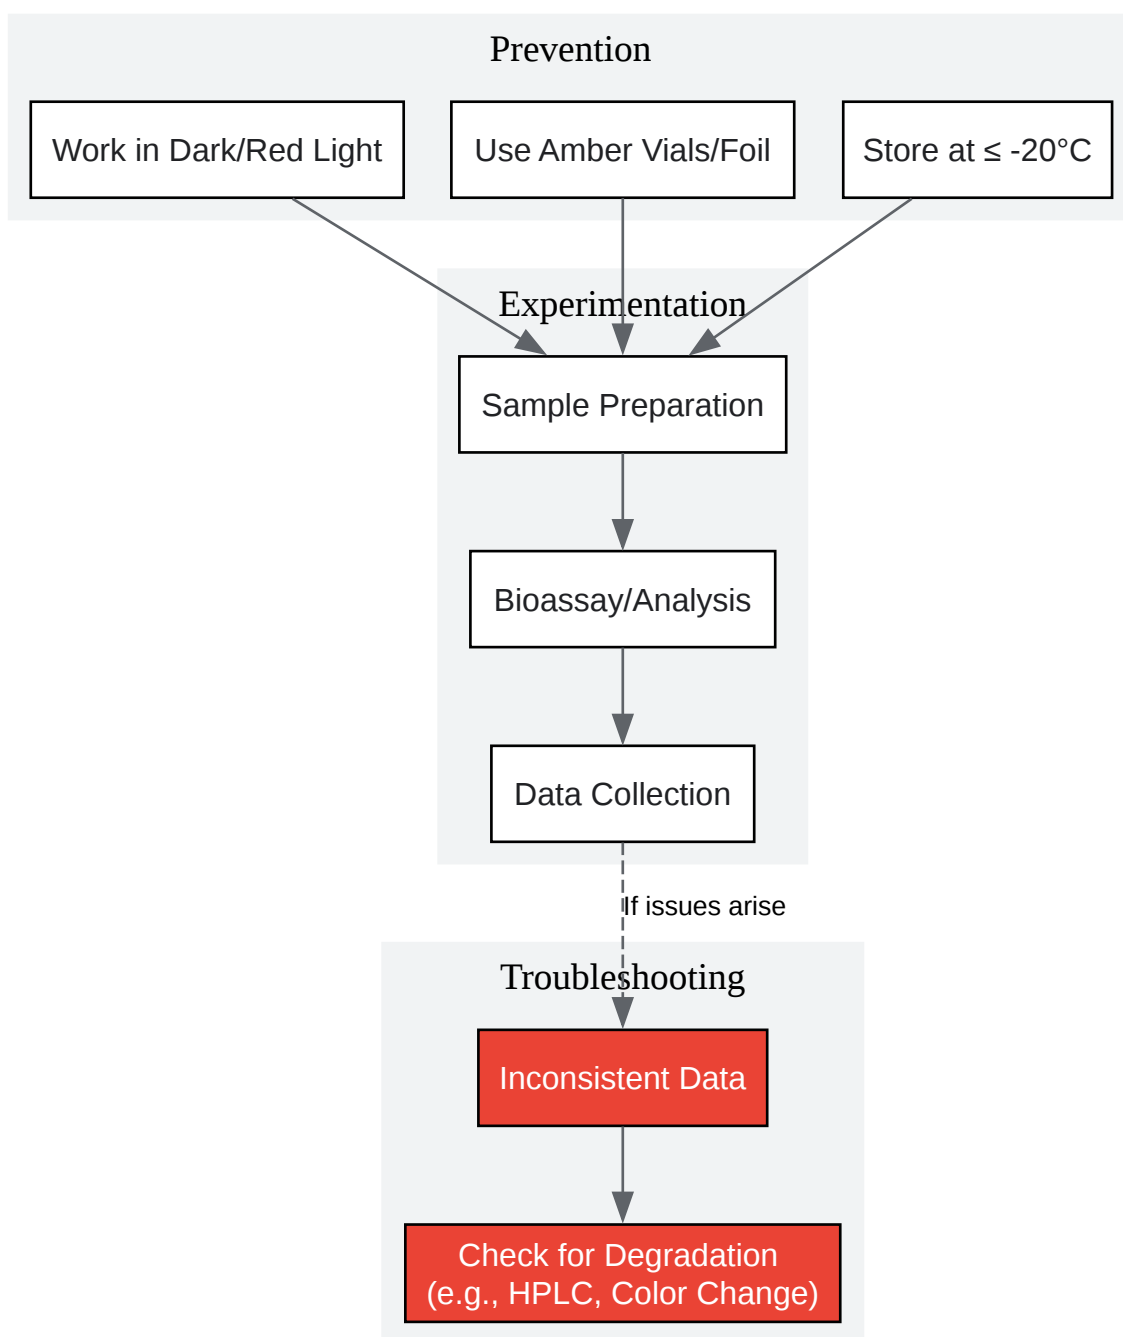 Prevention
Work in Dark/Red Light
Use Amber Vials/Foil
Store at ≤ -20°C
Experimentation
Sample Preparation
Bioassay/Analysis
Data Collection
If issues arise
Troubleshooting
Inconsistent Data
Check for Degradation
(e.g., HPLC, Color Change)